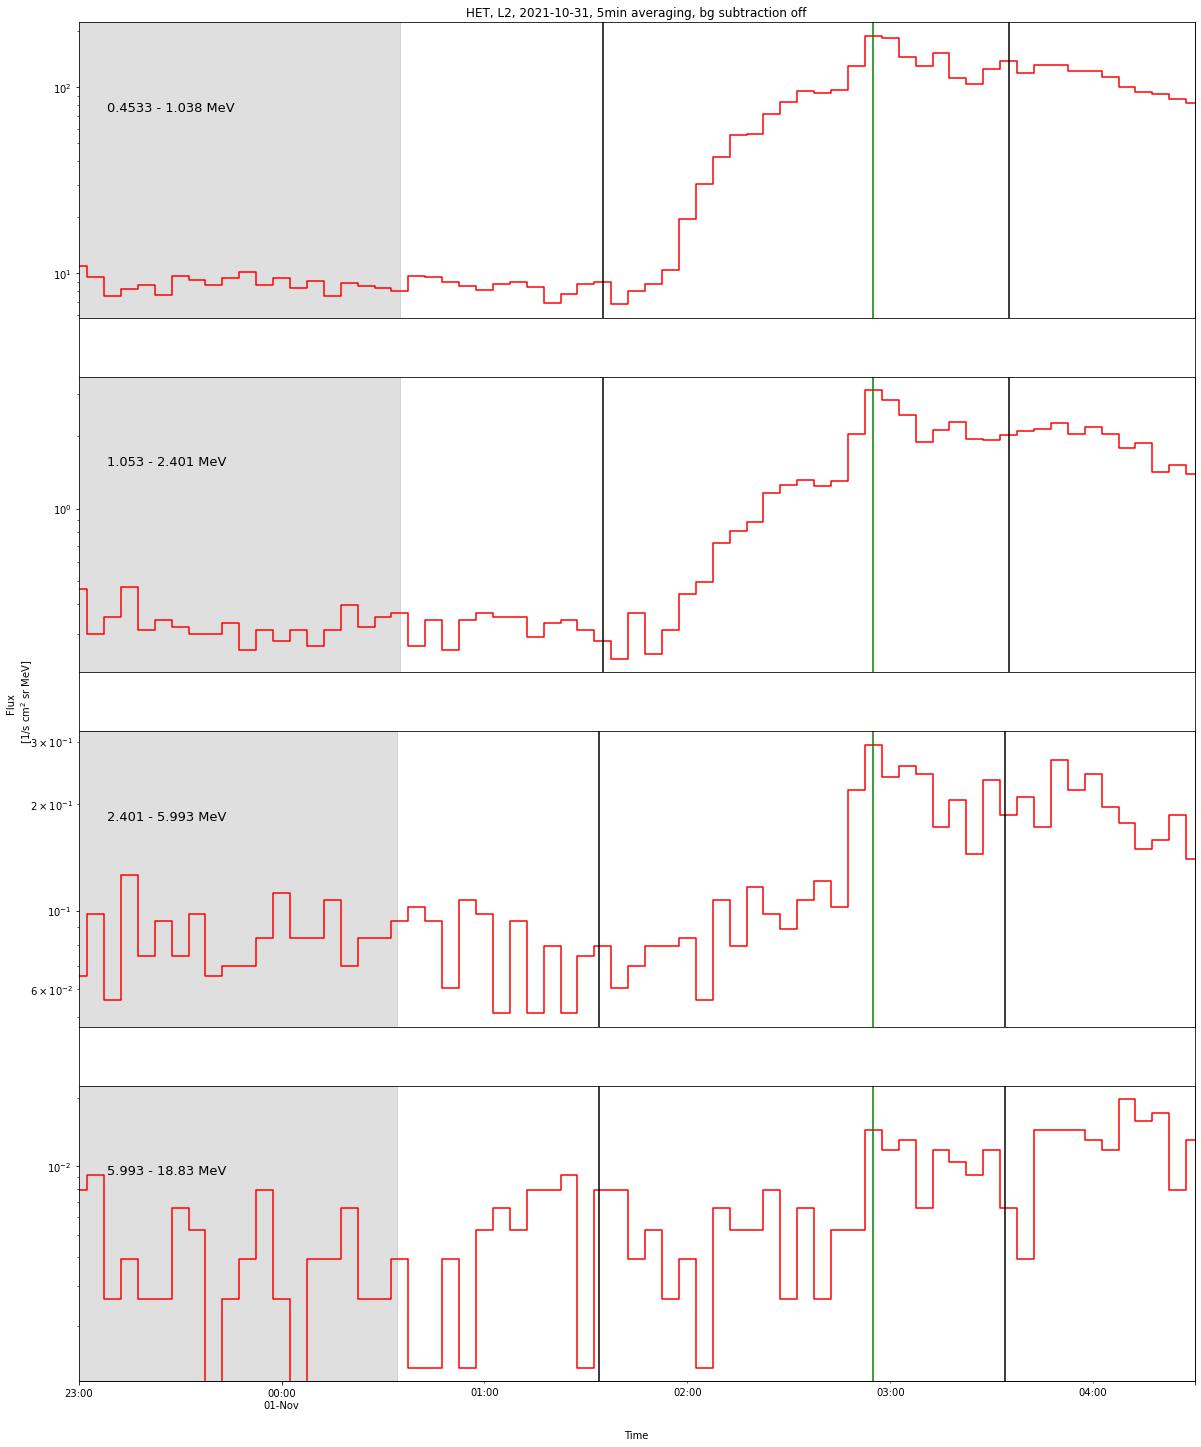 HET, L2, 2021-10-31, 5min averaging, bg subtraction off
10²
0.4533 - 1.038 MeV
10¹
1.053 - 2.401 MeV
10⁰
Flux
[1/s cm² sr MeV]
3 × 10⁻¹
2 × 10⁻¹
2.401 - 5.993 MeV
10⁻¹
6 × 10⁻²
10⁻²
5.993 - 18.83 MeV
23:00 00:00 01:00 02:00 03:00 04:00
01-Nov
Time